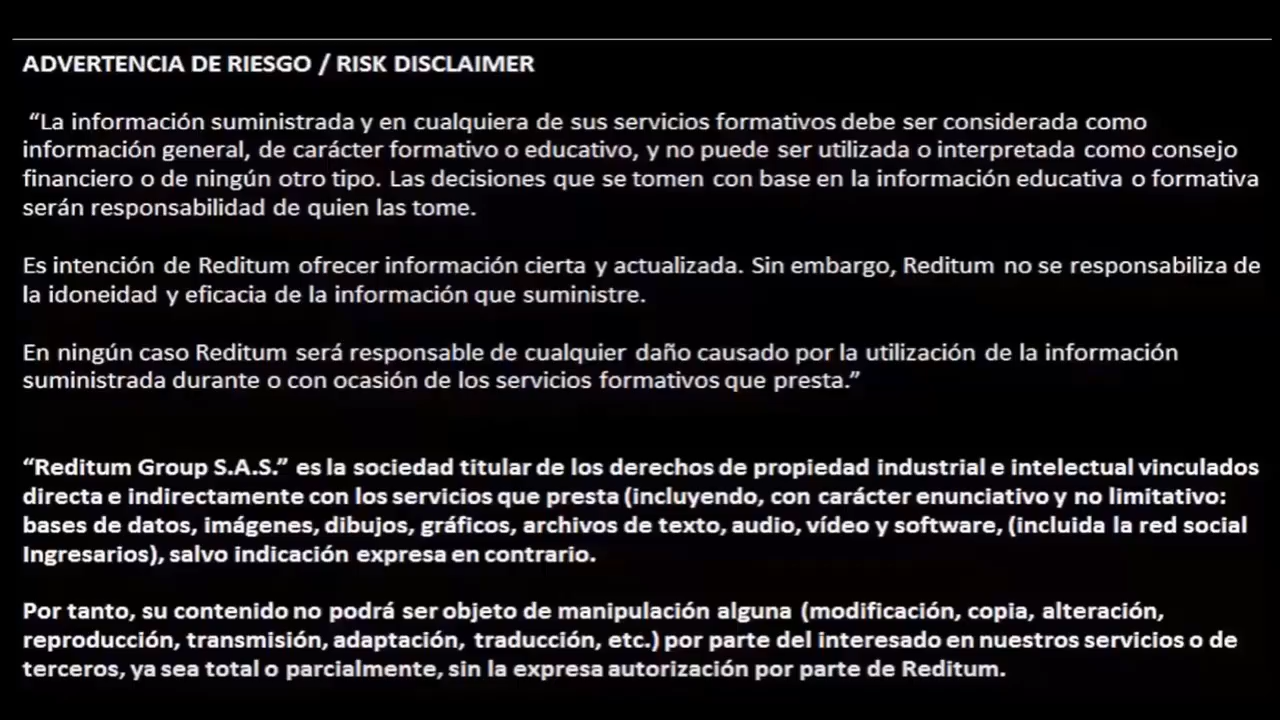 ADVERTENCIA DE RIESGO / RISK DISCLAIMER
“La información suministrada y en cualquiera de sus servicios formativos debe ser considerada como
información general, de carácter formativo o educativo, y no puede ser utilizada o interpretada como consejo
financiero o de ningún otro tipo. Las decisiones que se tomen con base en la información educativa o formativa
serán responsabilidad de quien las tome.
Es intención de Reditum ofrecer información cierta y actualizada. Sin embargo, Reditum no se responsabiliza de
la idoneidad y eficacia de la información que suministre.
En ningún caso Reditum será responsable de cualquier daño causado por la utilización de la información
suministrada durante o con ocasión de los servicios formativos que presta.”
“Reditum Group S.A.S.” es la sociedad titular de los derechos de propiedad industrial e intelectual vinculados
directa e indirectamente con los servicios que presta (incluyendo, con carácter enunciativo y no limitativo:
bases de datos, imágenes, dibujos, gráficos, archivos de texto, audio, vídeo y software, (incluida la red social
Ingresarios), salvo indicación expresa en contrario.
Por tanto, su contenido no podrá ser objeto de manipulación alguna (modificación, copia, alteración,
reproducción, transmisión, adaptación, traducción, etc.) por parte del interesado en nuestros servicios o de
terceros, ya sea total o parcialmente, sin la expresa autorización por parte de Reditum.